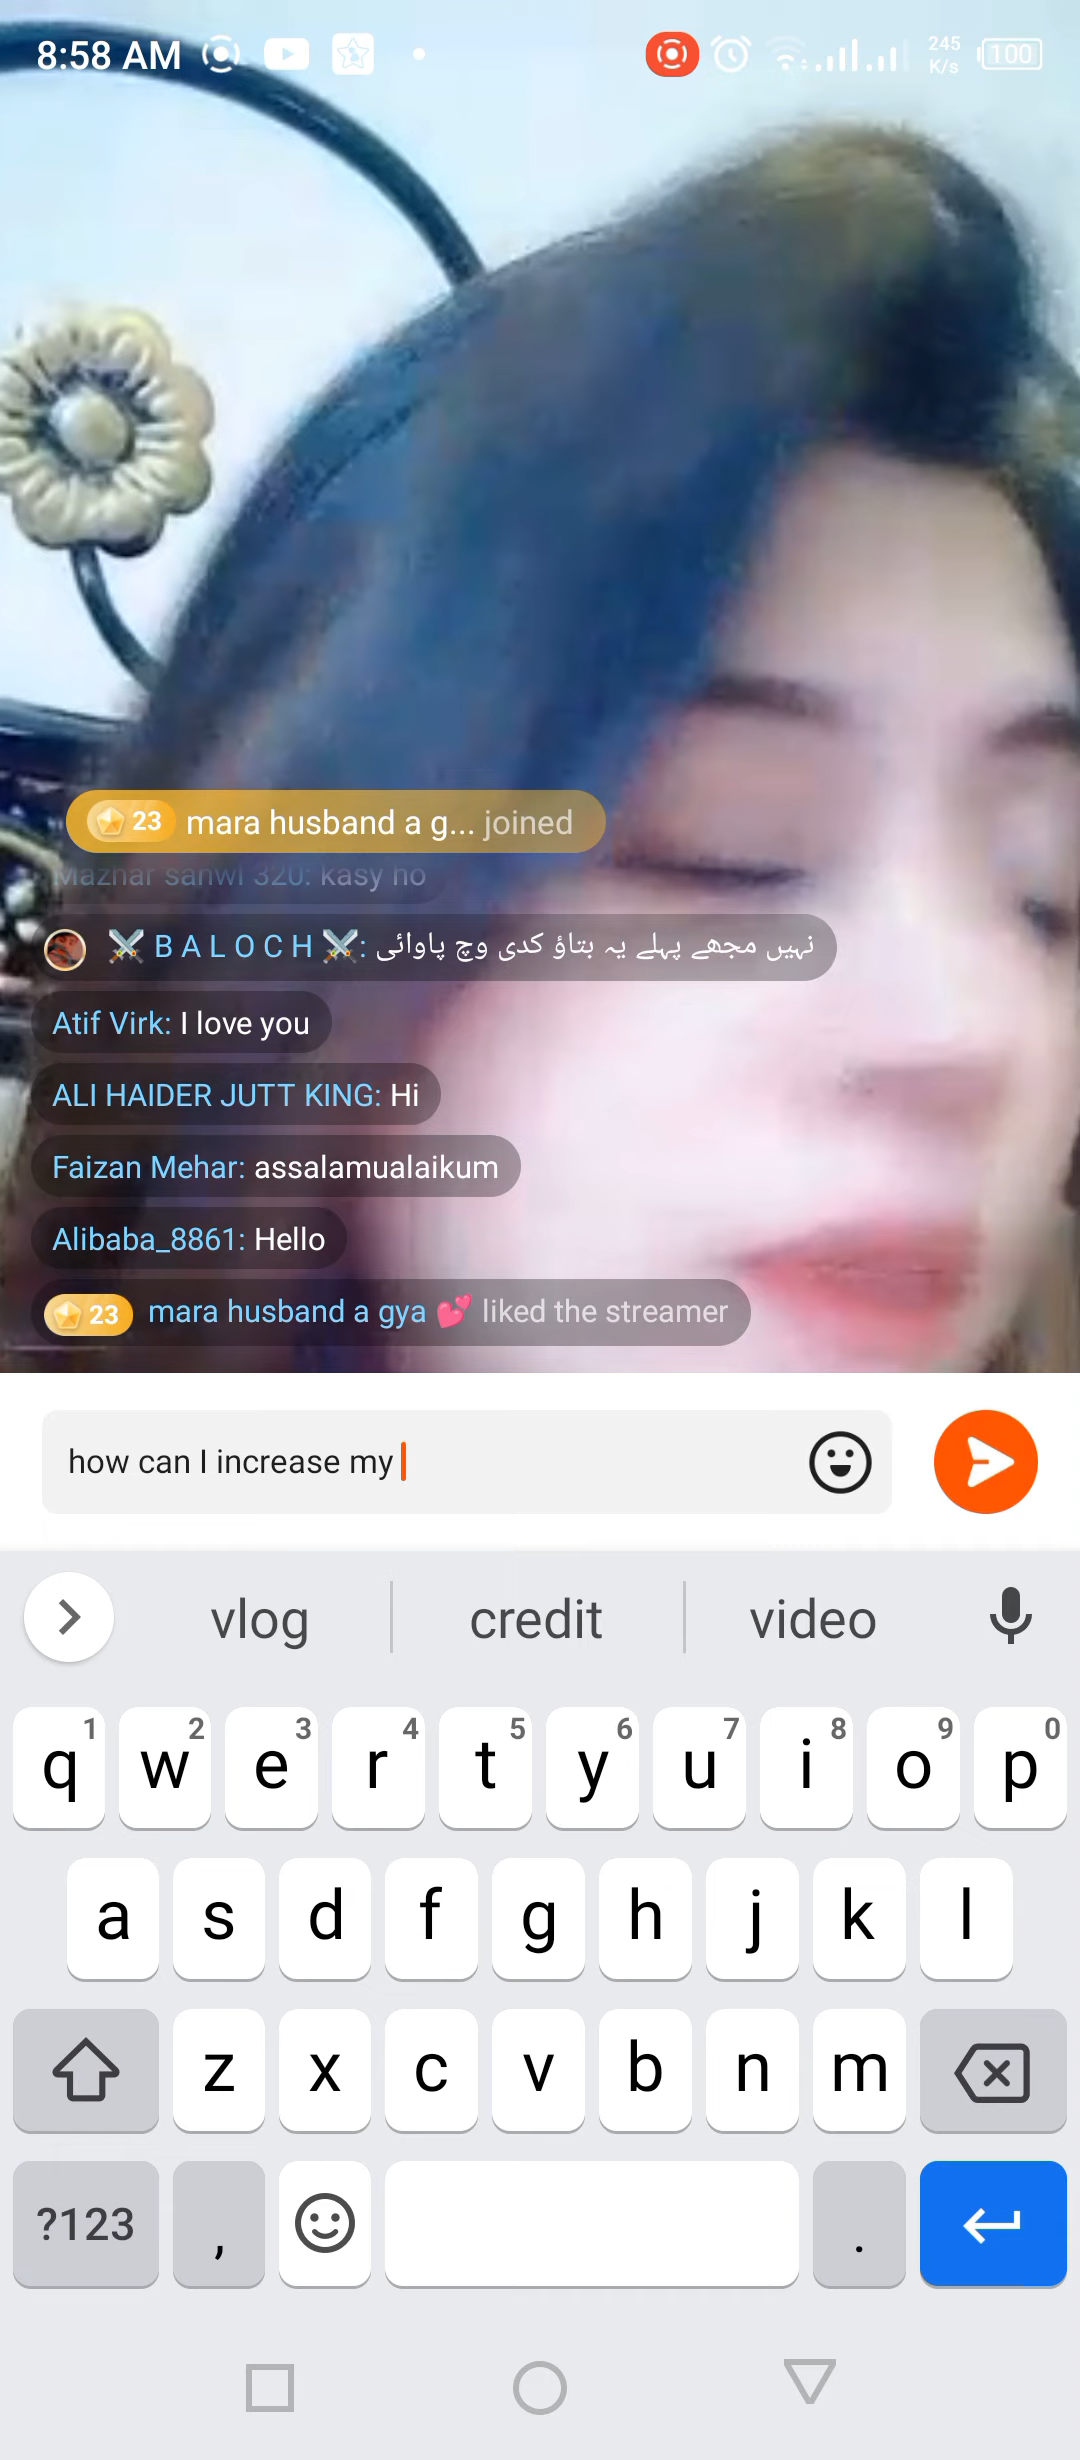 8:58 AM 245 K/s 100
23 mara husband a g... joined
Mazhar sanwl 320: kasy ho
⚔️ B A L O C H ⚔️: نہیں مجھے پہلے یہ بتاؤ کدی وچ پاوائی
Atif Virk: I love you
ALI HAIDER JUTT KING: Hi
Faizan Mehar: assalamualaikum
Alibaba_8861: Hello
23 mara husband a gya 💕 liked the streamer
how can I increase my
vlog credit video
1 2 3 4 5 6 7 8 9 0
q w e r t y u i o p
a s d f g h j k l
z x c v b n m
?123 , .